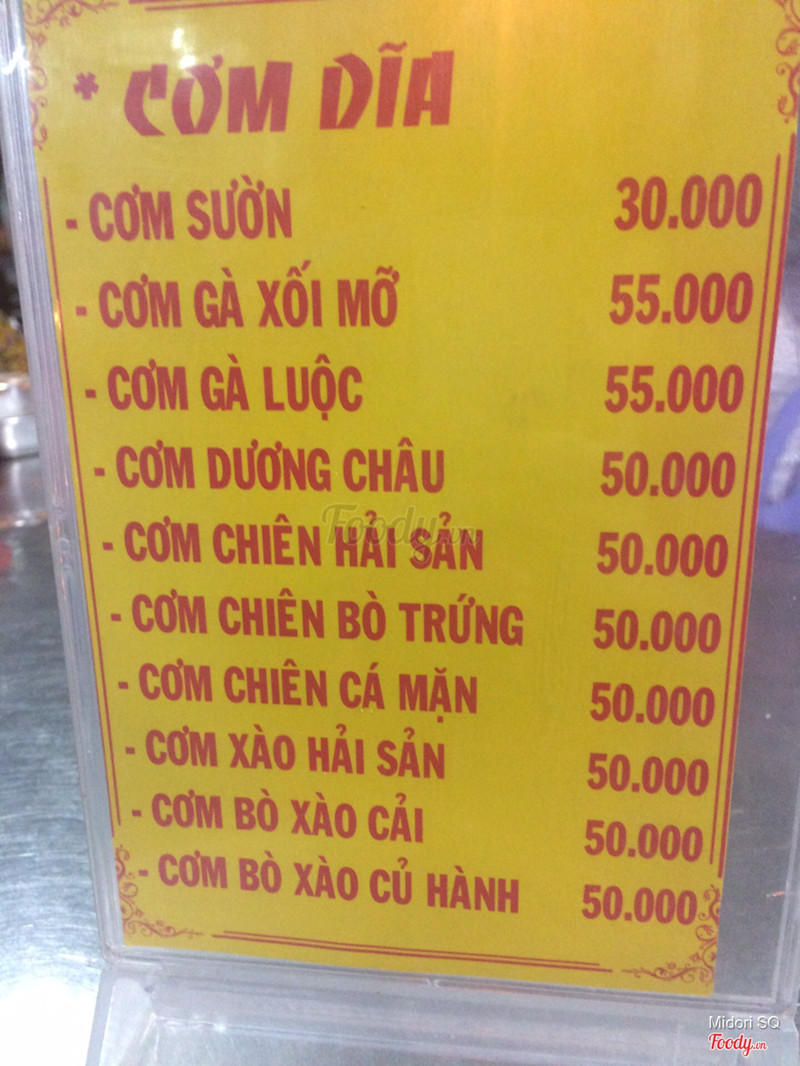 * CƠM DĨA
- CƠM SƯỜN 30.000
- CƠM GÀ XỐI MỠ 55.000
- CƠM GÀ LUỘC 55.000
- CƠM DƯƠNG CHÂU 50.000
- CƠM CHIÊN HẢI SẢN 50.000
Foody.vn
- CƠM CHIÊN BÒ TRỨNG 50.000
- CƠM CHIÊN CÁ MẶN 50.000
- CƠM XÀO HẢI SẢN 50.000
- CƠM BÒ XÀO CẢI 50.000
- CƠM BÒ XÀO CỦ HÀNH 50.000
Midori SQ
Foody.vn